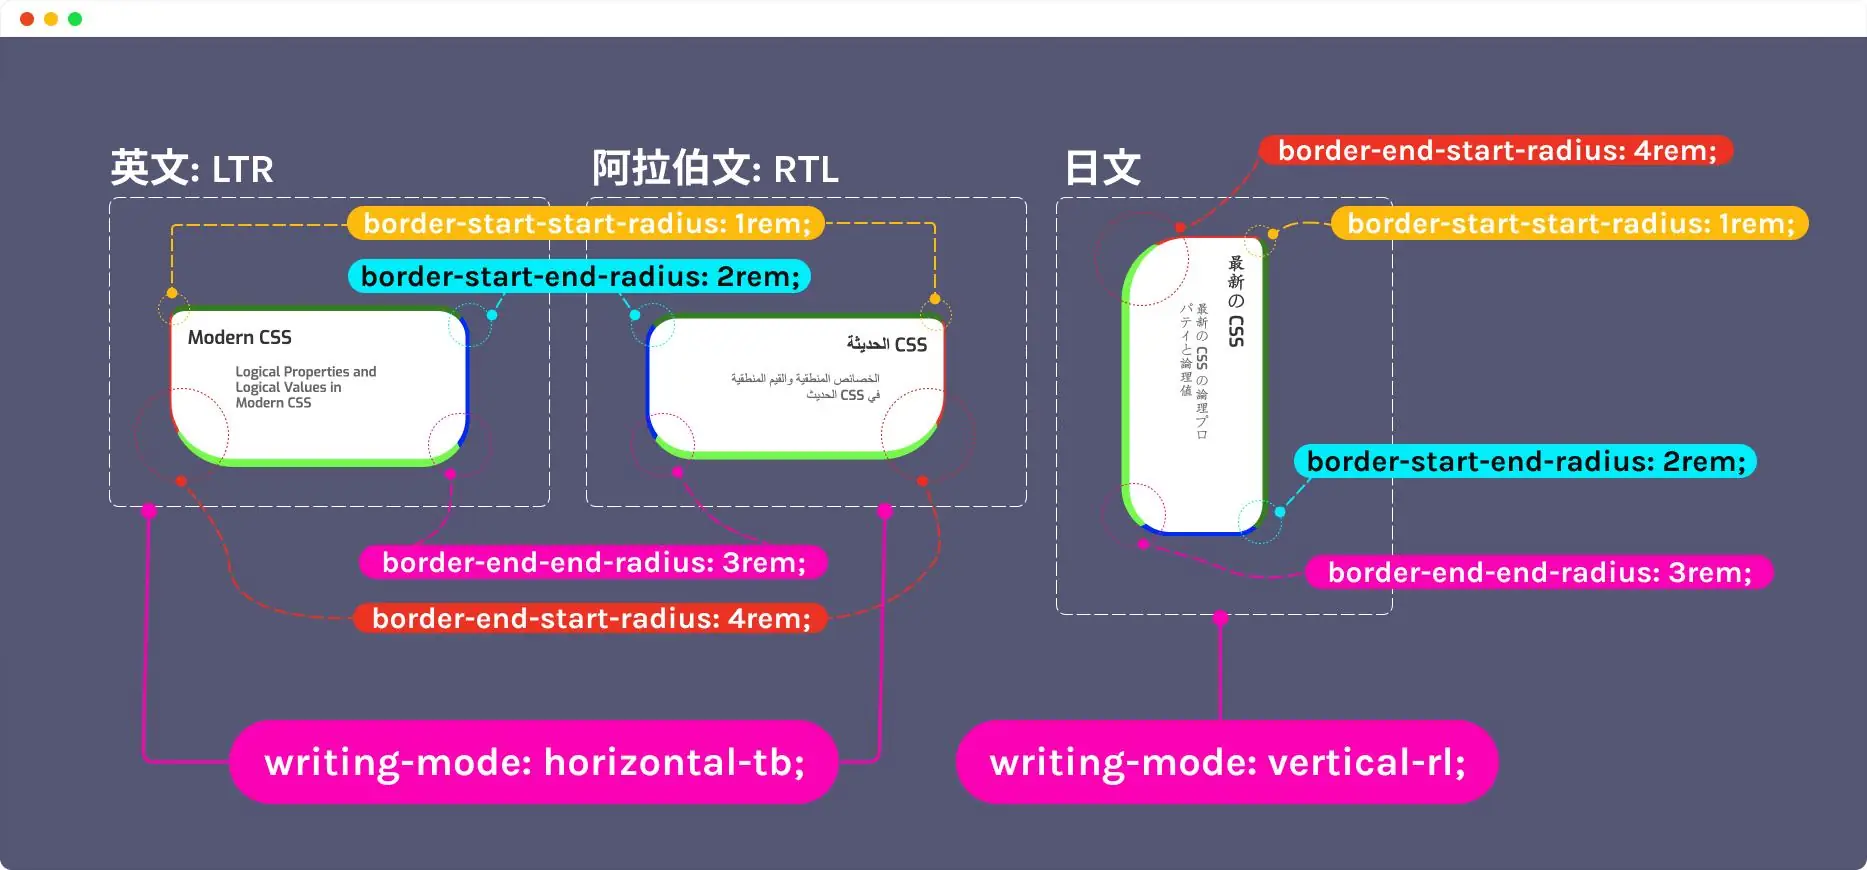 英文: LTR
border-start-start-radius: 1rem;
border-start-end-radius: 2rem;
Modern CSS
Logical Properties and
Logical Values in
Modern CSS
阿拉伯文: RTL
CSS الحديثة
الخصائص المنطقية والقيم المنطقية
في CSS الحديث
border-end-end-radius: 3rem;
border-end-start-radius: 4rem;
writing-mode: horizontal-tb;
日文
border-end-start-radius: 4rem;
border-start-start-radius: 1rem;
最新の CSS
最新の CSS の論理プロ
パティと論理値
border-start-end-radius: 2rem;
border-end-end-radius: 3rem;
writing-mode: vertical-rl;